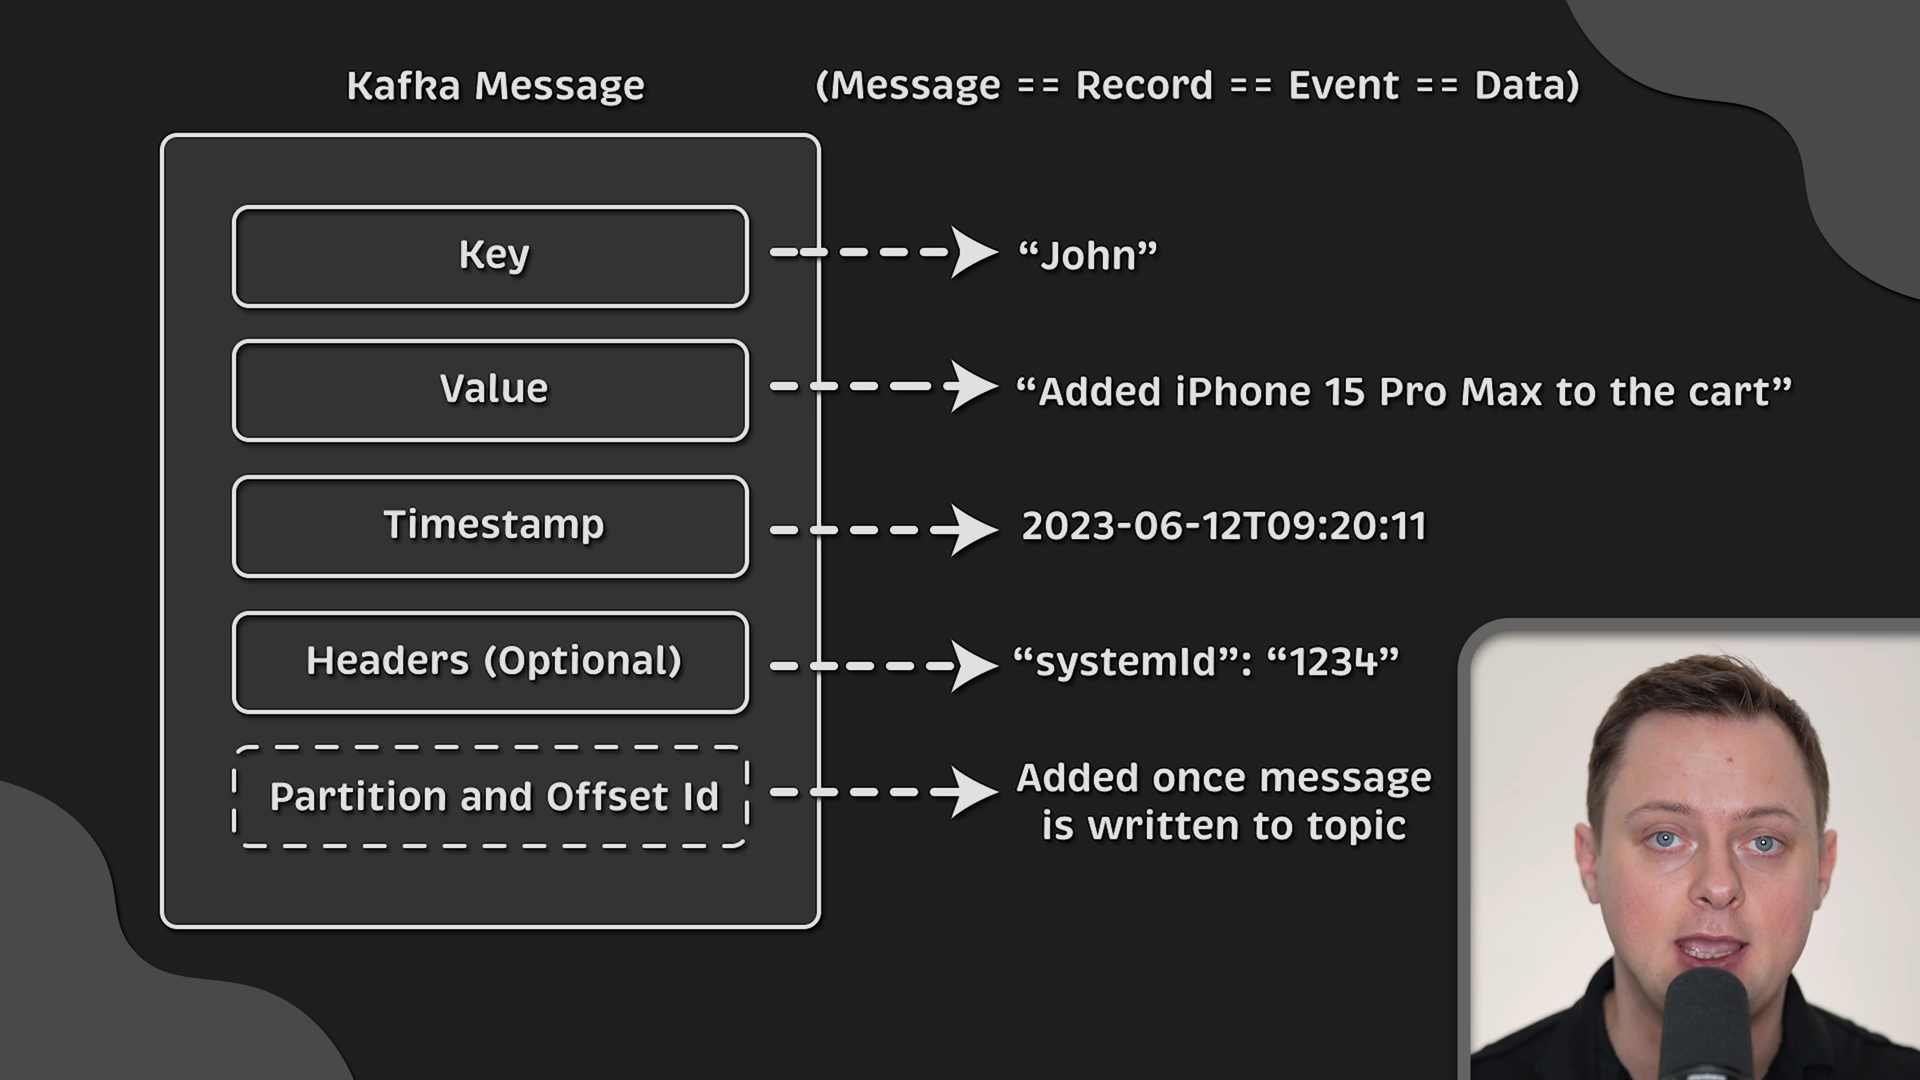 Kafka Message
(Message == Record == Event == Data)
Key
“John”
Value
“Added iPhone 15 Pro Max to the cart”
Timestamp
2023-06-12T09:20:11
Headers (Optional)
“systemId”: “1234”
Partition and Offset Id
Added once message
is written to topic